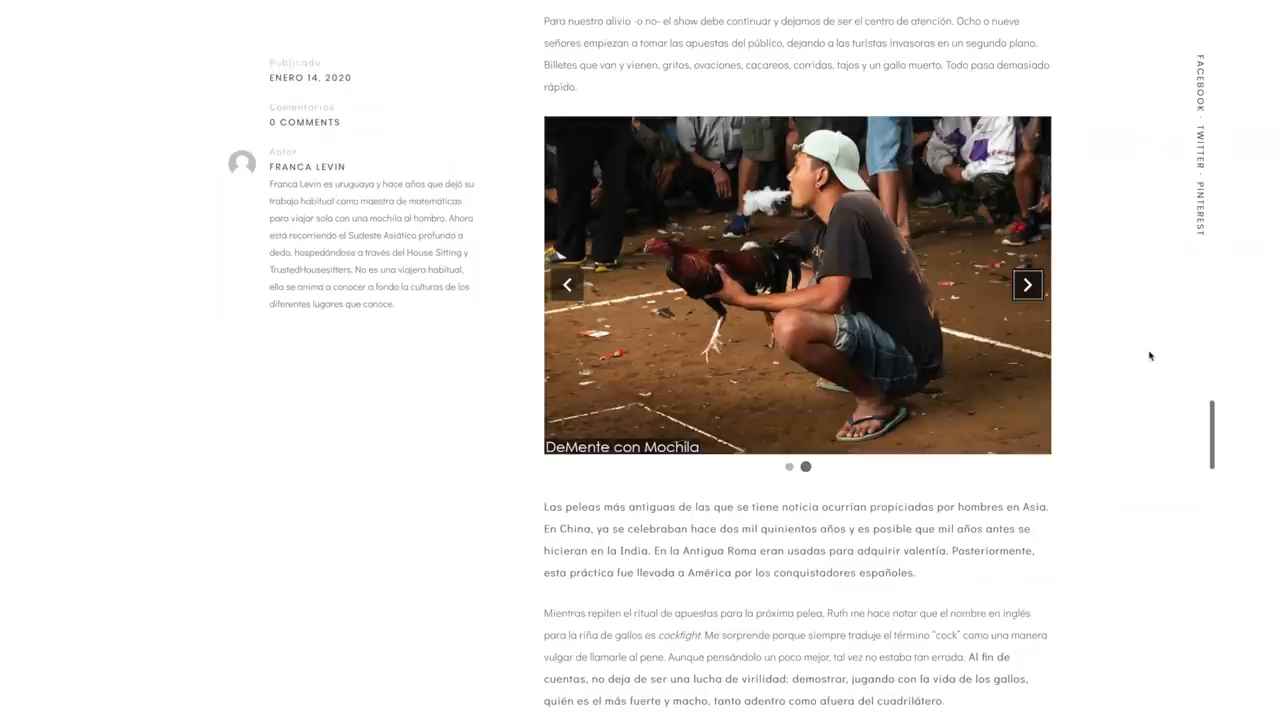 Publicado
ENERO 14, 2020
Comentarios
0 COMMENTS
Autor
FRANCA LEVIN
Franca Levin es uruguaya y hace años que dejó su
trabajo habitual como maestra de matemáticas
para viajar sola con una mochila al hombro. Ahora
está recorriendo el Sudeste Asiático profundo a
dedo, hospedándose a través del House Sitting y
TrustedHousesitters. No es una viajera habitual,
ella se anima a conocer a fondo la culturas de los
diferentes lugares que conoce.
Para nuestro alivio -o no- el show debe continuar y dejamos de ser el centro de atención. Ocho o nueve
señores empiezan a tomar las apuestas del público, dejando a las turistas invasoras en un segundo plano.
Billetes que van y vienen, gritos, ovaciones, cacareos, corridas, tajos y un gallo muerto. Todo pasa demasiado
rápido.
DeMente con Mochila
Las peleas más antiguas de las que se tiene noticia ocurrían propiciadas por hombres en Asia.
En China, ya se celebraban hace dos mil quinientos años y es posible que mil años antes se
hicieran en la India. En la Antigua Roma eran usadas para adquirir valentía. Posteriormente,
esta práctica fue llevada a América por los conquistadores españoles.
Mientras repiten el ritual de apuestas para la próxima pelea, Ruth me hace notar que el nombre en inglés
para la riña de gallos es cockfight. Me sorprende porque siempre traduje el término “cock” como una manera
vulgar de llamarle al pene. Aunque pensándolo un poco mejor, tal vez no estaba tan errada. Al fin de
cuentas, no deja de ser una lucha de virilidad: demostrar, jugando con la vida de los gallos,
quién es el más fuerte y macho, tanto adentro como afuera del cuadrilátero.
FACEBOOK · TWITTER · PINTEREST